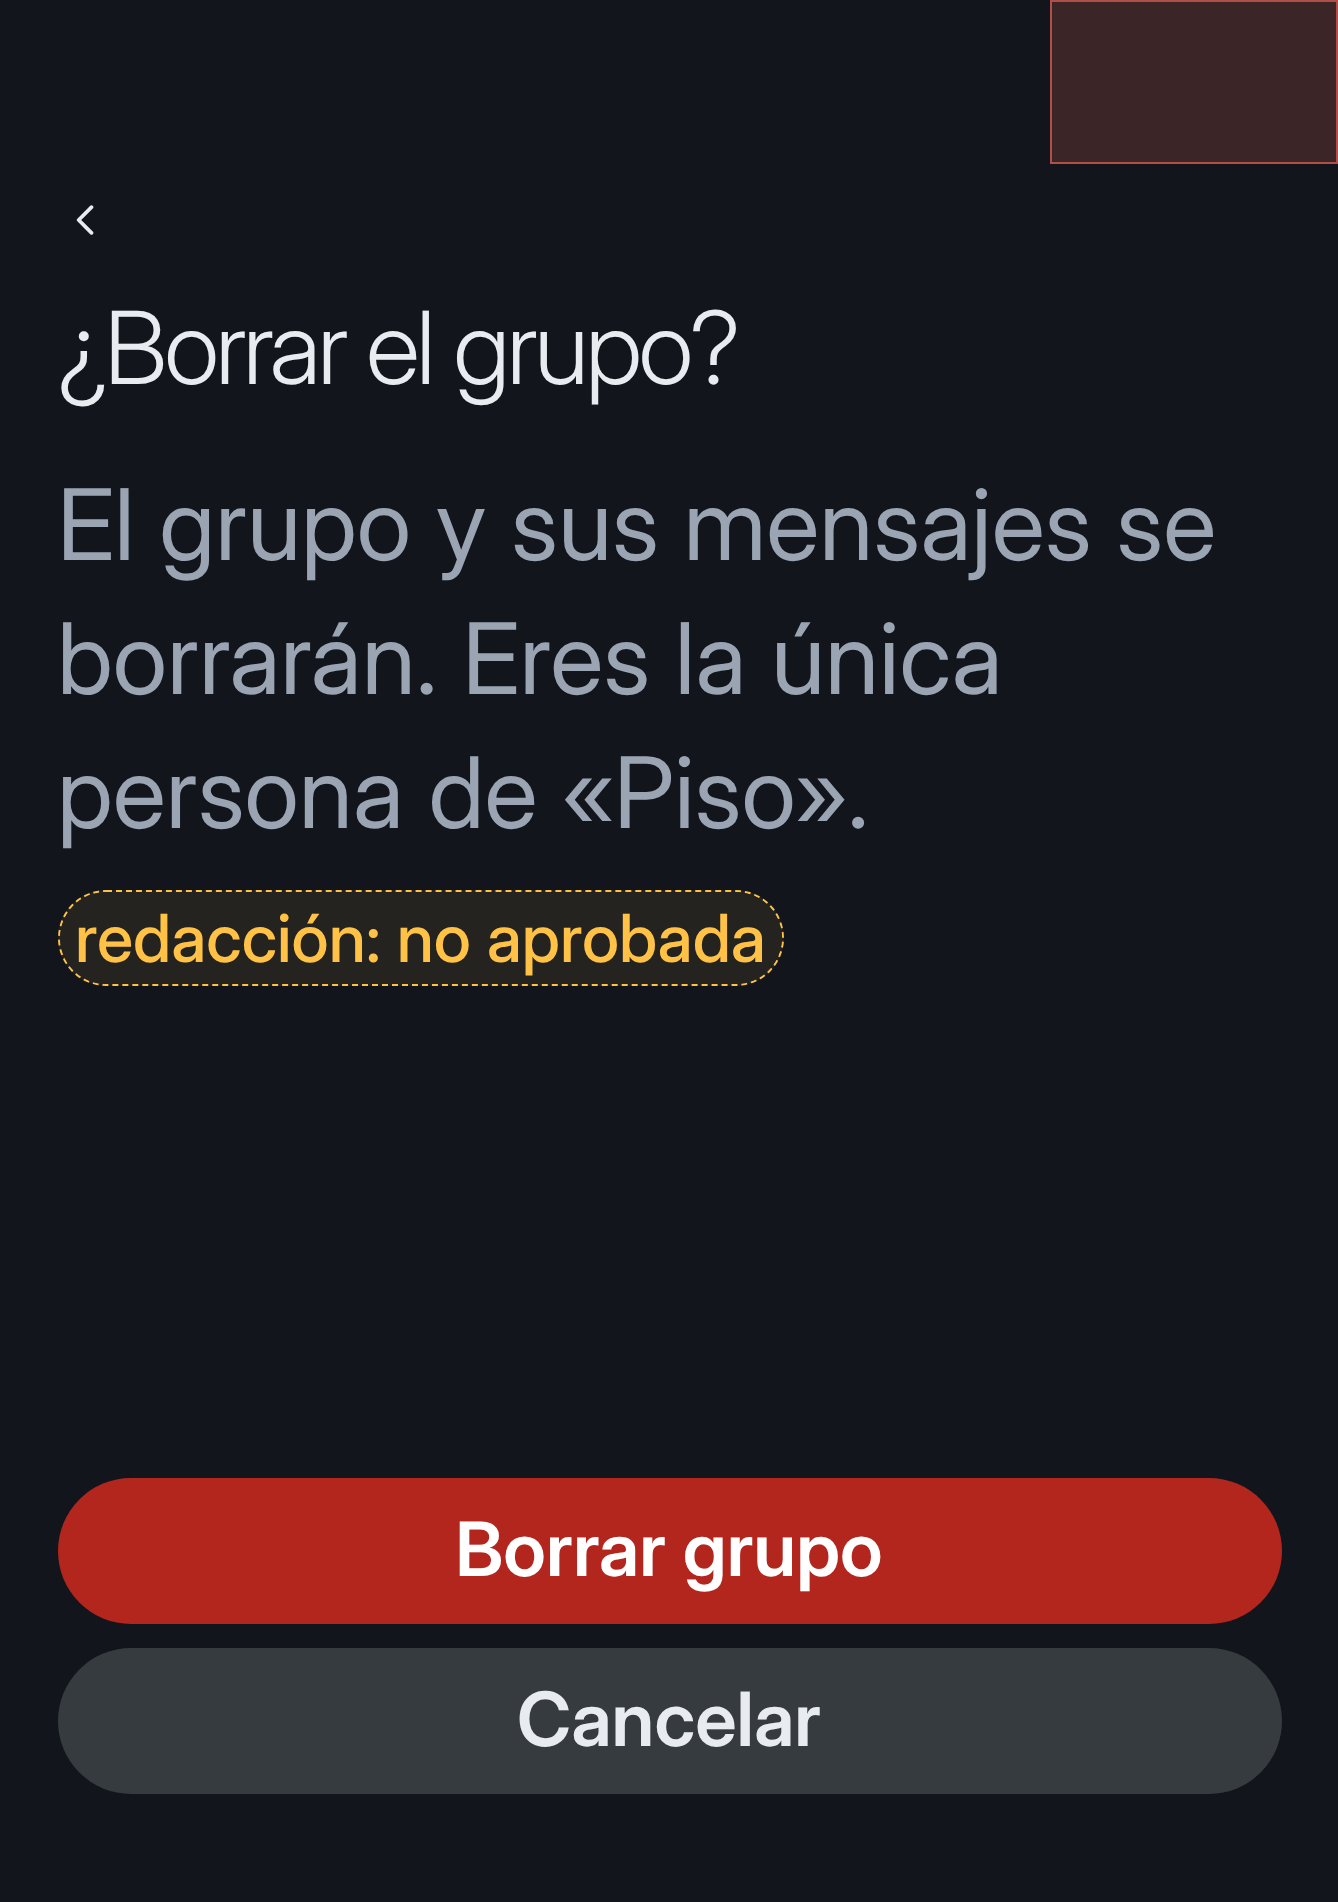 ¿Borrar el grupo?
El grupo y sus mensajes se
borrarán. Eres la única
persona de «Piso».
redacción: no aprobada
Borrar grupo
Cancelar